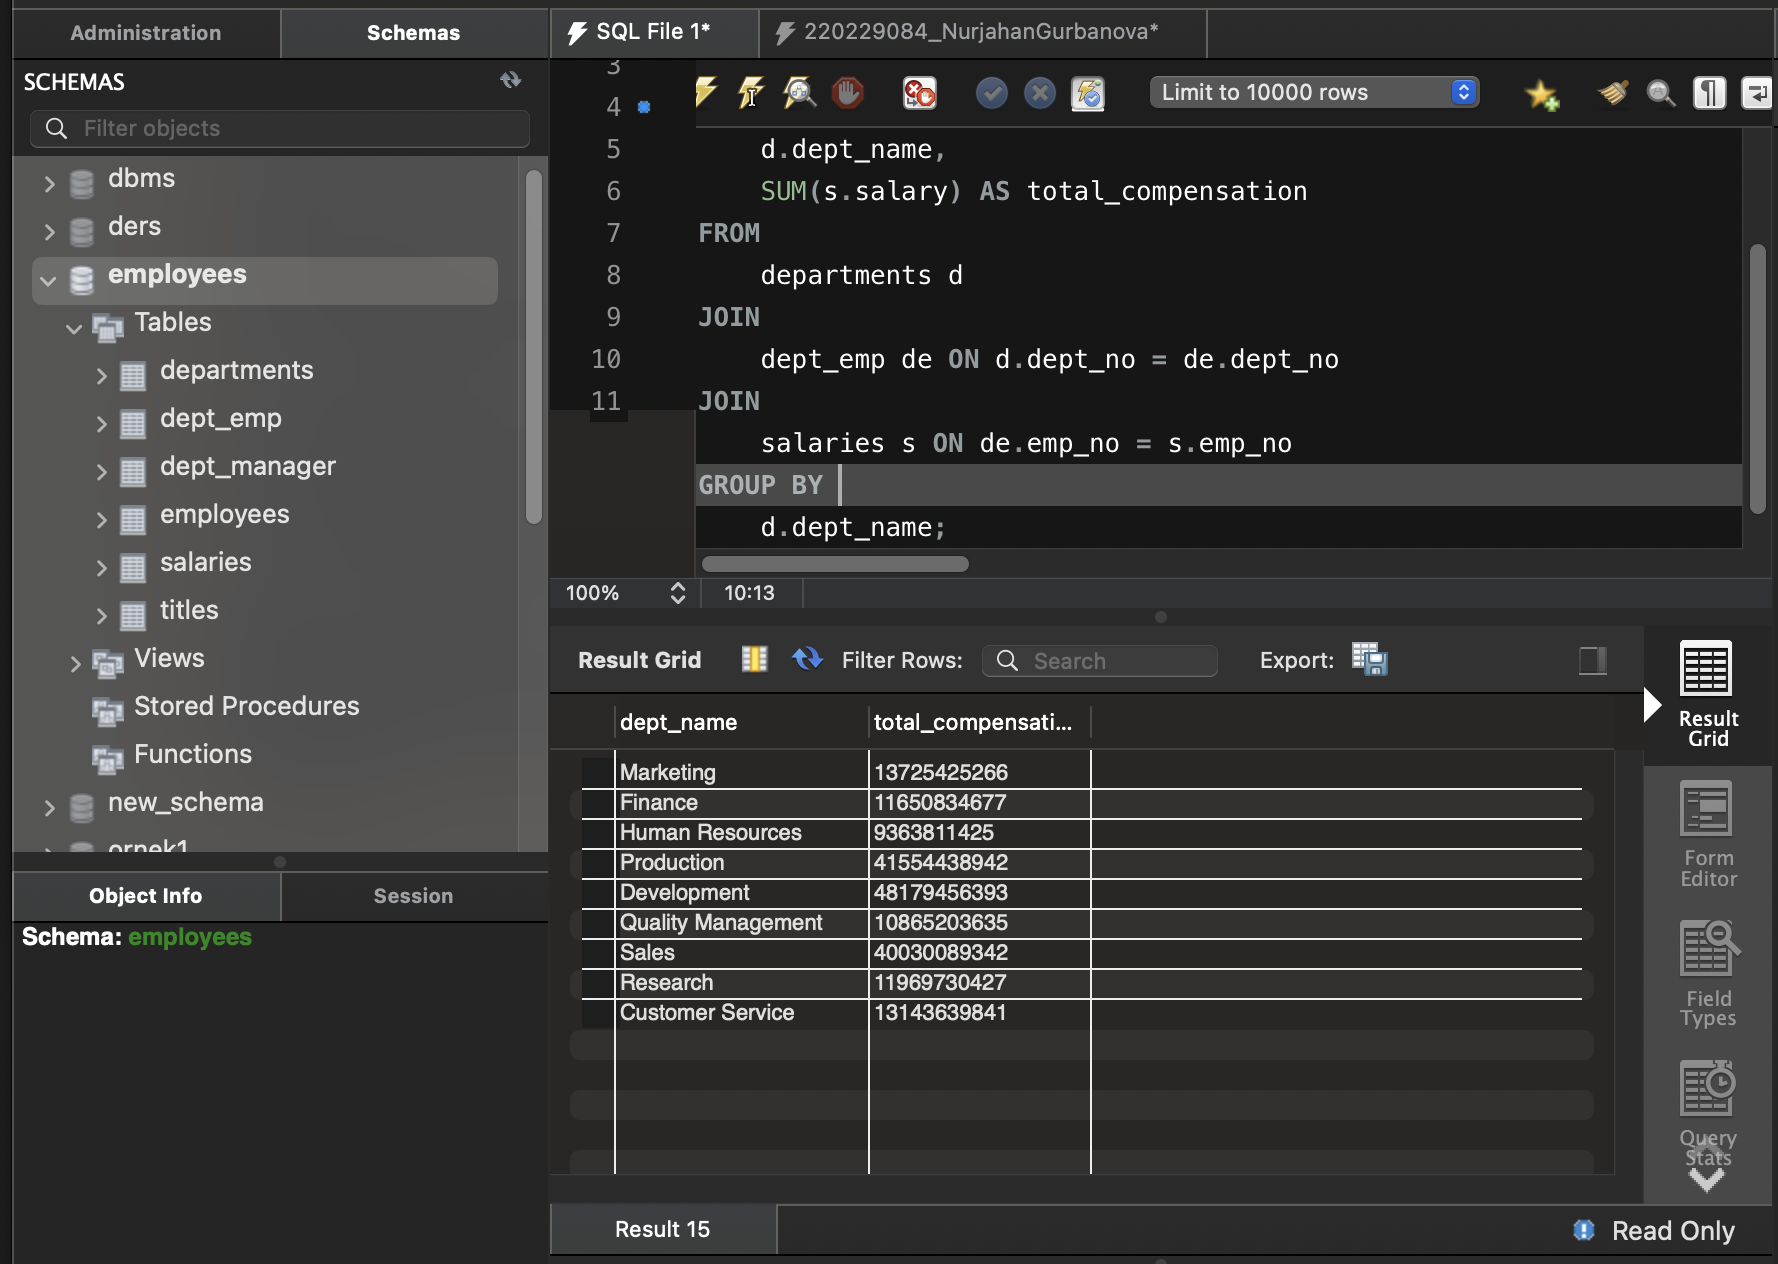 Administration
Schemas
SQL File 1*
220229084_NurjahanGurbanova*
SCHEMAS
Filter objects
dbms
ders
employees
Tables
departments
dept_emp
dept_manager
employees
salaries
titles
Views
Stored Procedures
Functions
new_schema
ornek1
Object Info
Session
Schema: employees
Limit to 10000 rows
3
4
5 d.dept_name,
6 SUM(s.salary) AS total_compensation
7 FROM
8 departments d
9 JOIN
10 dept_emp de ON d.dept_no = de.dept_no
11 JOIN
salaries s ON de.emp_no = s.emp_no
GROUP BY
d.dept_name;
100%
10:13
Result Grid
Filter Rows:
Search
Export:
dept_name total_compensati...
Marketing 13725425266
Finance 11650834677
Human Resources 9363811425
Production 41554438942
Development 48179456393
Quality Management 10865203635
Sales 40030089342
Research 11969730427
Customer Service 13143639841
Result
Grid
Form
Editor
Field
Types
Query
Stats
Result 15
Read Only